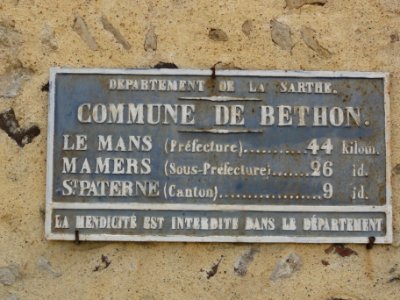 DÉPARTEMENT DE LA SARTHE.
COMMUNE DE BETHON.
LE MANS (Préfecture).......... 44 kilom.
MAMERS (Sous-Préfecture)....... 26 id.
ST PATERNE (Canton)................ 9 id.
LA MENDICITÉ EST INTERDITE DANS LE DÉPARTEMENT